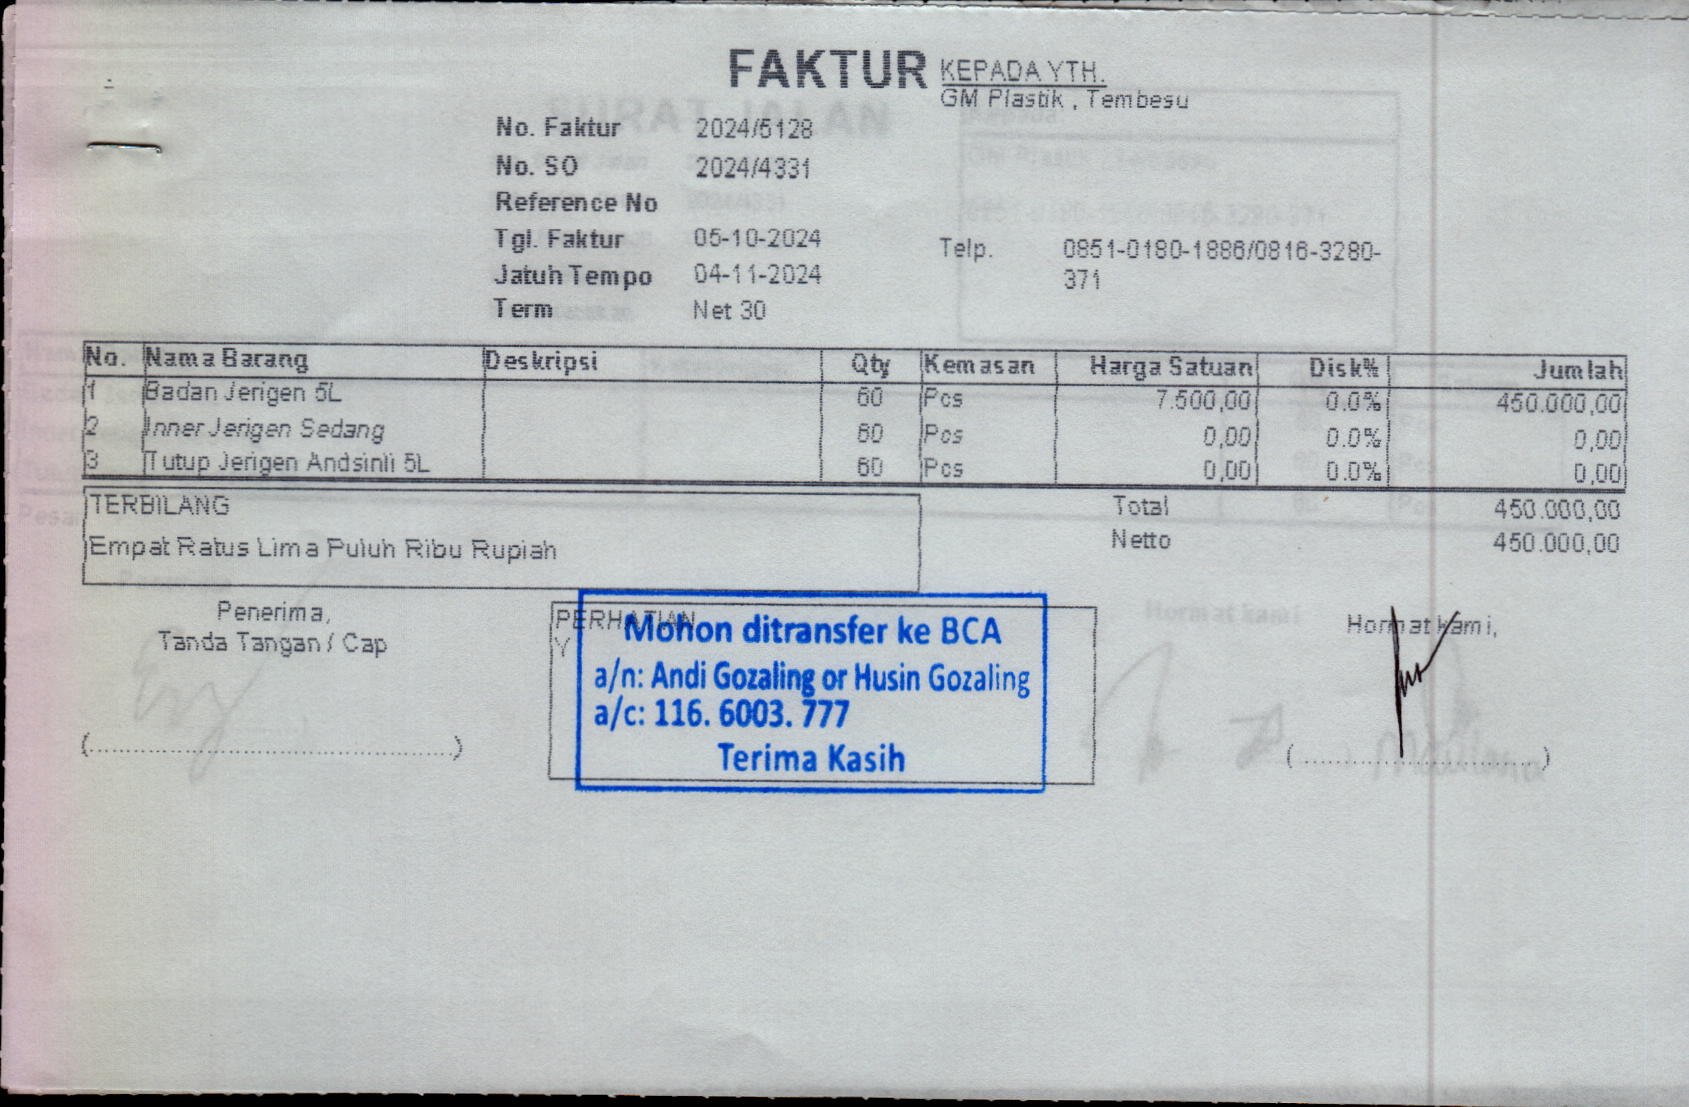 FAKTUR
KEPADA YTH.
GM Plastik , Tembesu
No. Faktur 2024/5128
No. SO 2024/4331
Reference No
Tgl. Faktur 05-10-2024
Telp. 0851-0180-1886/0816-3280-
371
Jatuh Tempo 04-11-2024
Term Net 30
No. Nama Barang Deskripsi Qty Kemasan Harga Satuan Disk% Jumlah
1 Badan Jerigen 5L 60 Pcs 7.500,00 0.0% 450.000,00
2 Inner Jerigen Sedang 60 Pcs 0,00 0.0% 0,00
3 Tutup Jerigen Andsinli 5L 60 Pcs 0,00 0.0% 0,00
TERBILANG
Empat Ratus Lima Puluh Ribu Rupiah
Total 450.000,00
Netto 450.000,00
Penerima,
Tanda Tangan / Cap
(..........................................................)
PERHATIAN
Y
Mohon ditransfer ke BCA
a/n: Andi Gozaling or Husin Gozaling
a/c: 116. 6003. 777
Terima Kasih
Hormat kami,
(..........................................)